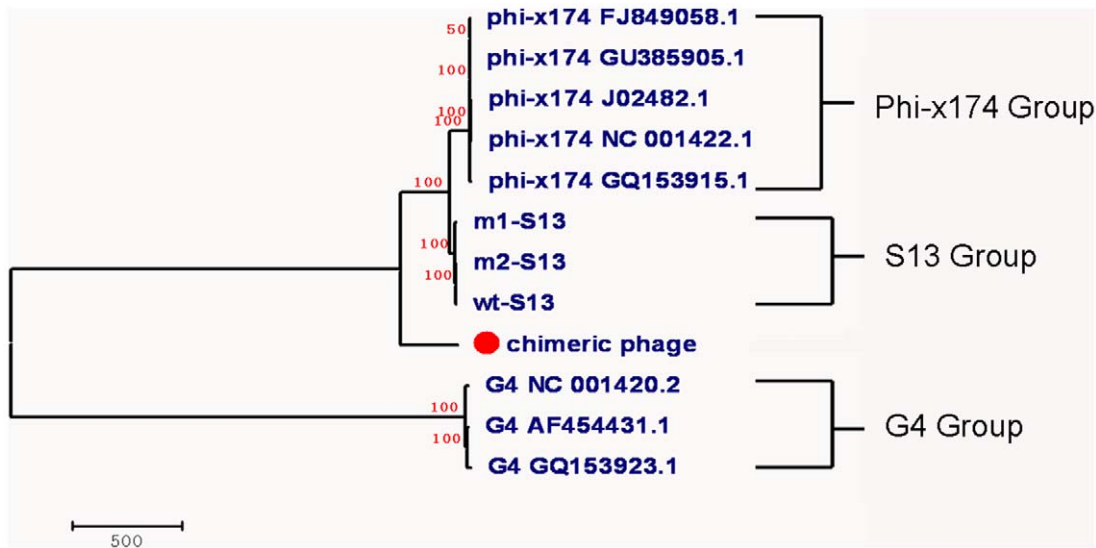 phi-x174 FJ849058.1
50
phi-x174 GU385905.1
100
phi-x174 J02482.1
100
100
Phi-x174 Group
phi-x174 NC 001422.1
phi-x174 GQ153915.1
100
m1-S13
100
m2-S13
S13 Group
100
wt-S13
chimeric phage
G4 NC 001420.2
100
G4 AF454431.1
G4 Group
100
G4 GQ153923.1
500